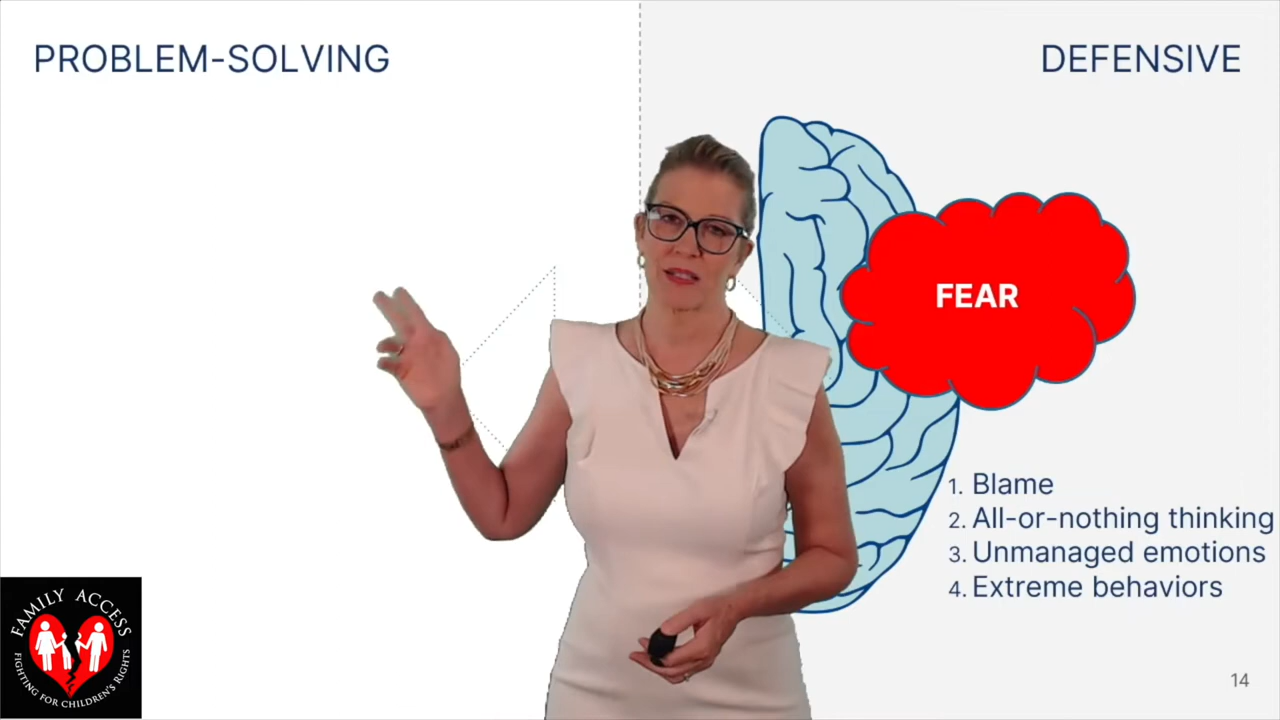 PROBLEM-SOLVING
DEFENSIVE
FEAR
1. Blame
2. All-or-nothing thinking
3. Unmanaged emotions
4. Extreme behaviors
FAMILY ACCESS
FIGHTING FOR CHILDREN'S RIGHTS
14